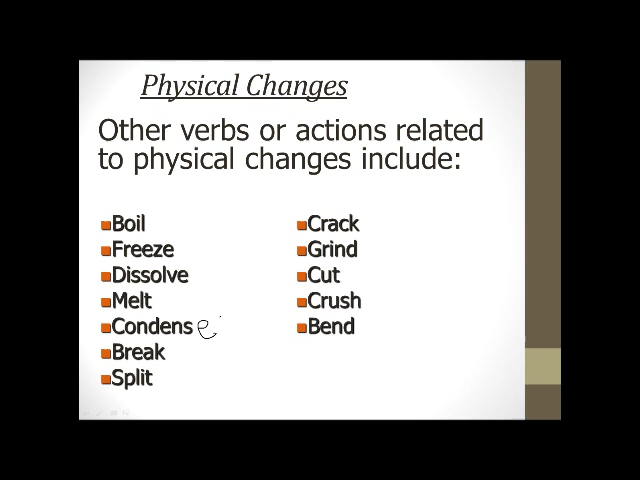 Physical Changes
Other verbs or actions related
to physical changes include:
Boil
Freeze
Dissolve
Melt
Condense
Break
Split
Crack
Grind
Cut
Crush
Bend